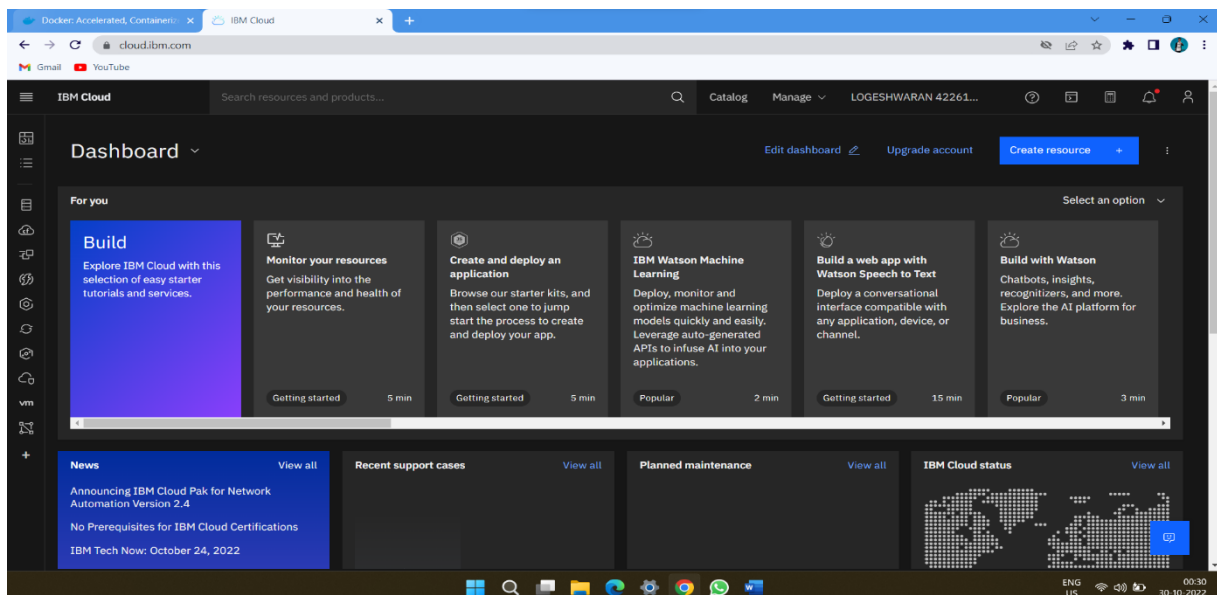 Docker: Accelerated, Containeriz
IBM Cloud
cloud.ibm.com
Gmail
YouTube
IBM Cloud
Search resources and products...
Catalog
Manage
LOGESHWARAN 42261...
Dashboard
Edit dashboard
Upgrade account
Create resource +
For you
Select an option
Build
Explore IBM Cloud with this
selection of easy starter
tutorials and services.
Monitor your resources
Get visibility into the
performance and health of
your resources.
Getting started
5 min
Create and deploy an
application
Browse our starter kits, and
then select one to jump
start the process to create
and deploy your app.
Getting started
5 min
IBM Watson Machine
Learning
Deploy, monitor and
optimize machine learning
models quickly and easily.
Leverage auto-generated
APIs to infuse AI into your
applications.
Popular
2 min
Build a web app with
Watson Speech to Text
Deploy a conversational
interface compatible with
any application, device, or
channel.
Getting started
15 min
Build with Watson
Chatbots, insights,
recognizers, and more.
Explore the AI platform for
business.
Popular
3 min
vm
News
View all
Announcing IBM Cloud Pak for Network
Automation Version 2.4
No Prerequisites for IBM Cloud Certifications
IBM Tech Now: October 24, 2022
Recent support cases
View all
Planned maintenance
View all
IBM Cloud status
View all
ENG
US
00:30
30-10-2022